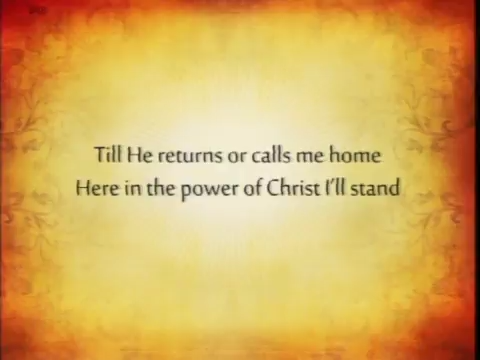 Till He returns or calls me home
Here in the power of Christ I'll stand